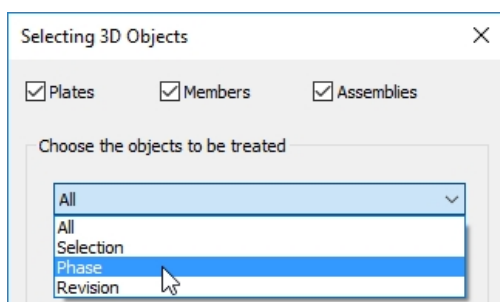 Selecting 3D Objects
Plates Members Assemblies
Choose the objects to be treated
All
All
Selection
Phase
Revision